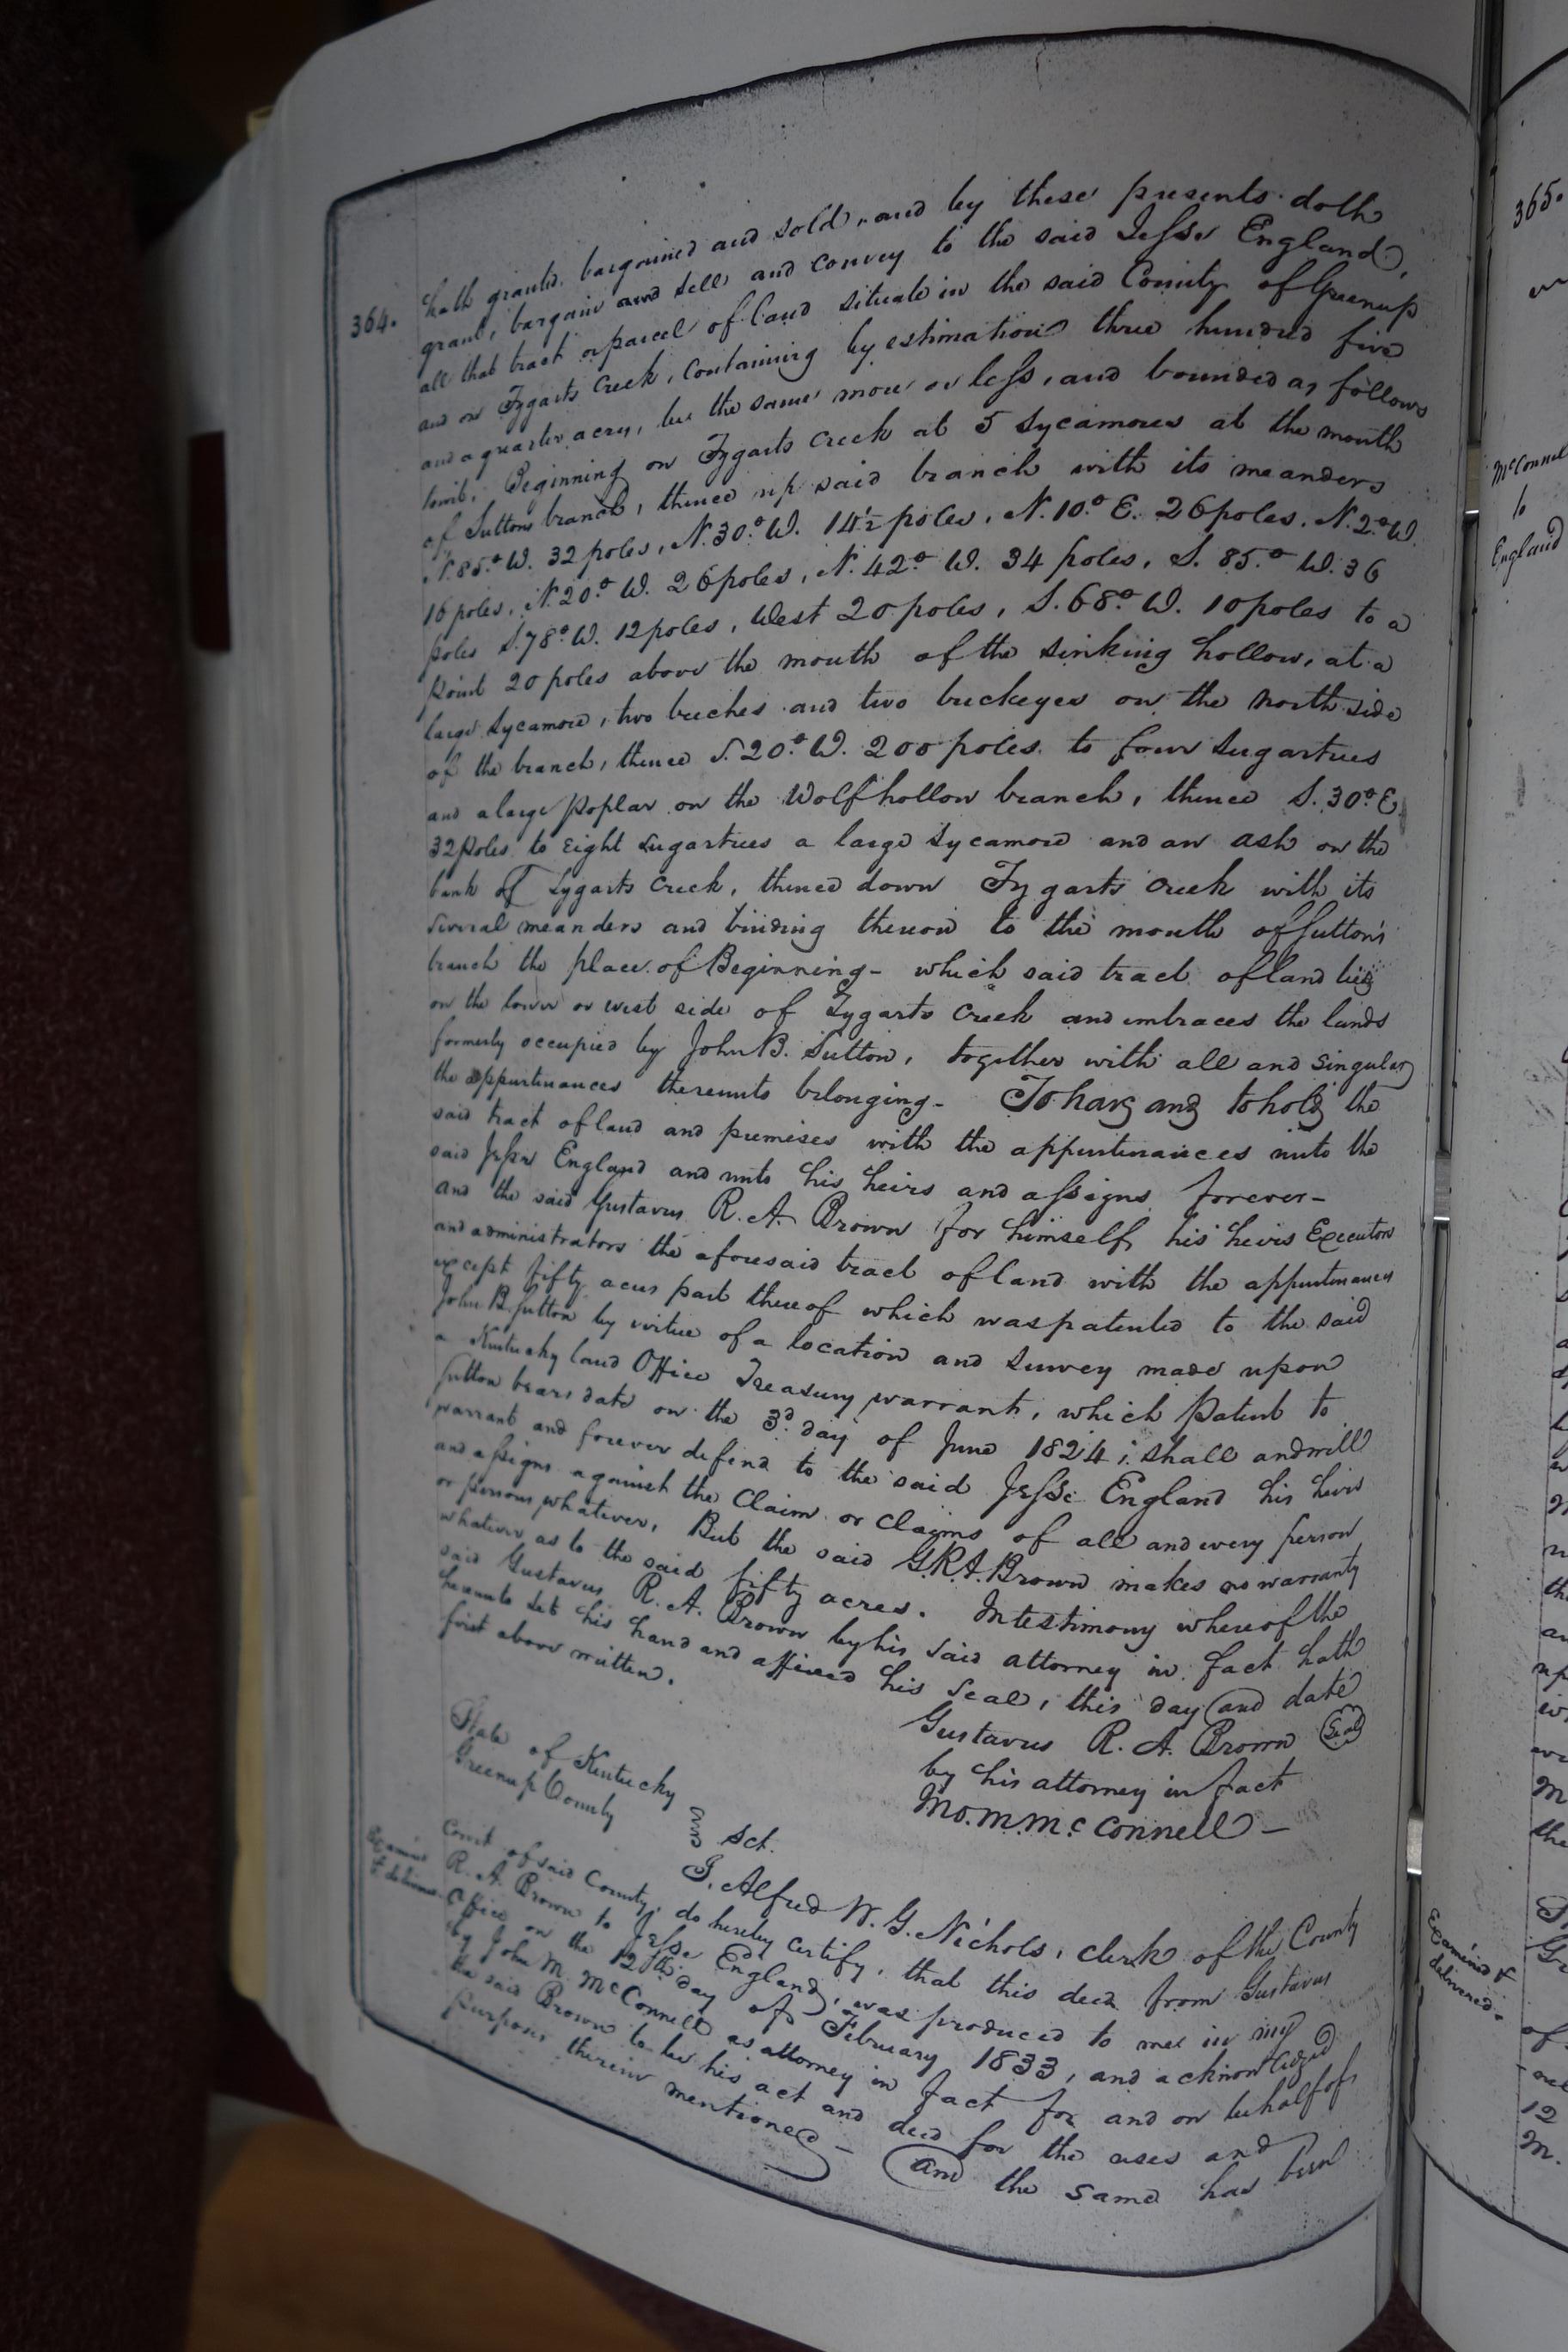 364.
hath granted, bargained and sold, and by these presents doth
grant, bargain and sell and convey to the said Jesse England,
all that tract or parcel of land situate in the said County of Greenup
and on Tygarts Creek, containing by estimation three hundred five
and a quarter acres, be the same more or less, and bounded as follows
towit, Beginning on Tygarts Creek at 5 Sycamores at the mouth
of Suttons branch, thence up said branch with its meanders
N. 85.° W. 32 poles, N. 30.° W. 14½ poles, N. 10.° E. 26 poles, N. 2° W.
16 poles, N. 20.° W. 26 poles, N. 42° W. 34 poles, S. 85.° W. 36
poles S. 78° W. 12 poles, West 20 poles, S. 68° W. 10 poles to a
point 20 poles above the mouth of the sinking hollow, at a
large Sycamore, two beeches and two buckeyes on the North side
of the branch, thence S. 20.° W. 200 poles to four Sugartrees
and a large poplar on the Wolf hollow branch, thence S. 30° E
32 Poles to Eight Sugartrees a large Sycamore and an ash on the
bank of Tygarts Creek, thence down Tygarts Creek with its
several meanders and binding thereon to the mouth of Sutton's
branch the place of Beginning - which said tract of land lies
on the lower or west side of Tygarts Creek and embraces the lands
formerly occupied by John B. Sutton, together with all and singular
the appurtenances thereunto belonging - To have and to hold the
said tract of land and premises with the appurtenances unto the
said Jesse England and unto his heirs and assigns forever -
and the said Gustavus R. A. Brown for himself, his heirs Executors
and administrators the aforesaid tract of land with the appurtenances
except fifty acres part thereof which was patented to the said
John B. Sutton by virtue of a location and survey made upon
a Kentucky land Office Treasury warrant, which Patent to
Sutton bears date on the 3d day of June 1824; shall and will
warrant and forever defend to the said Jesse England his heirs
and assigns against the Claim or claims of all and every person
or persons whatever, But the said G. R. A. Brown makes no warranty
whatever as to the said fifty acres. In testimony whereof the
said Gustavus R. A. Brown by his said attorney in fact hath
hereunto set his hand and affixed his seal, this day and date
first above written.
Gustavus R. A. Brown Seal
by his attorney in fact
Mo. M. Mc Connell -
State of Kentucky
Greenup County
Sct.
I, Alfred W. G. Nichols, clerk of the County
Court of said County, do hereby certify, that this deed from Gustavus
R. A. Brown to Jesse England, was produced to me in my
Office on the 12th day of February 1833, and acknowledged
by John M. McConnell as attorney in fact for and on behalf of
the said Brown to be his act and deed for the uses and
purposes therein mentioned - and the same has been
365.
McConnell
to
England
Examined &
delivered.
12
M.